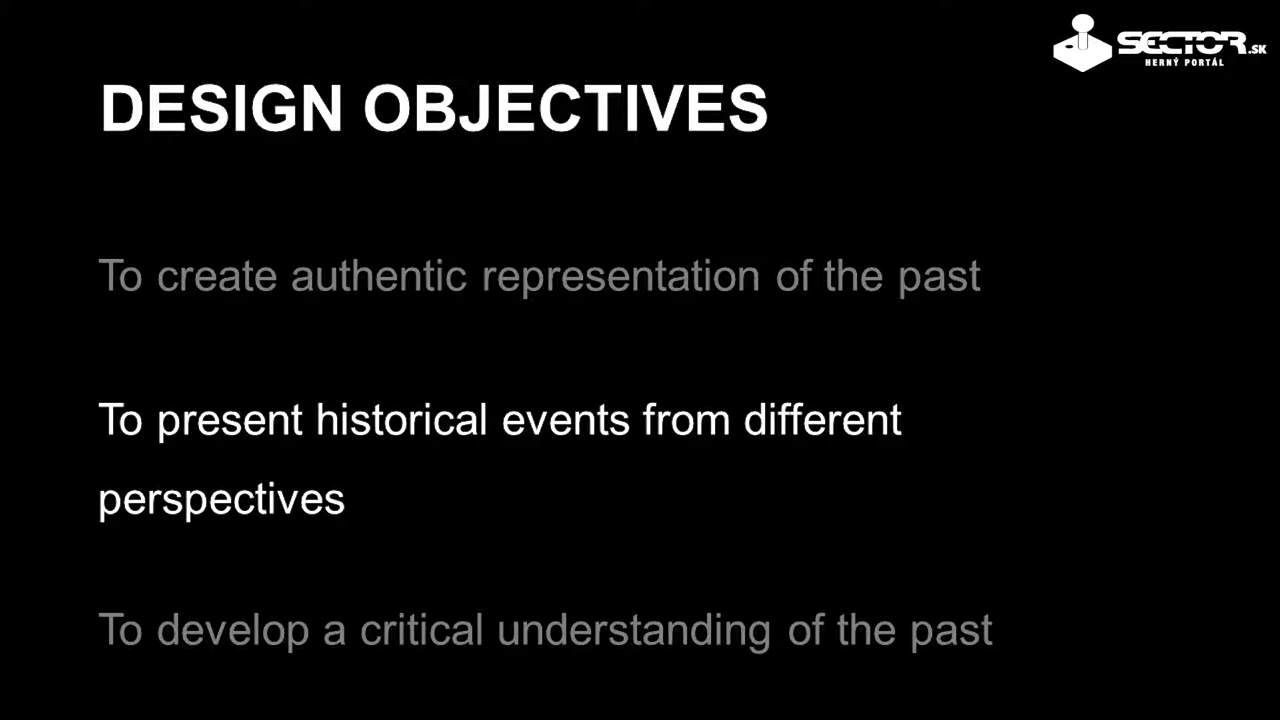 SECTOR.SK
HERNÝ PORTÁL
DESIGN OBJECTIVES
To create authentic representation of the past
To present historical events from different
perspectives
To develop a critical understanding of the past